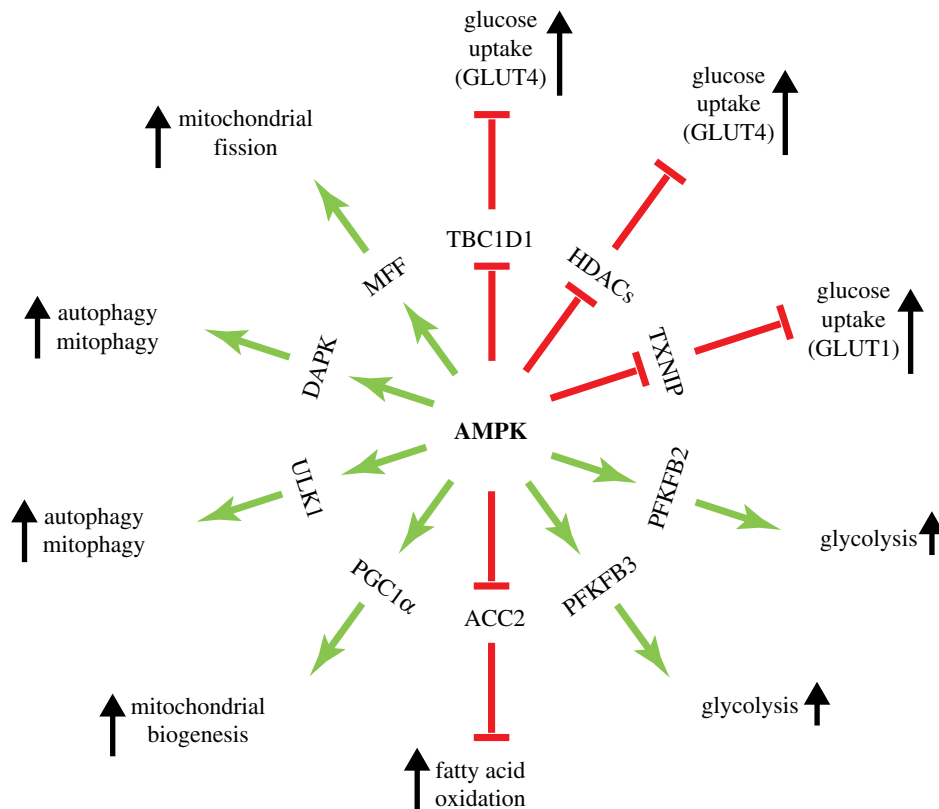 glucose
uptake
(GLUT4)
glucose
uptake
(GLUT4)
mitochondrial
fission
TBC1D1
HDACs
MFF
glucose
uptake
(GLUT1)
autophagy
mitophagy
DAPK
TXNIP
AMPK
ULK1
PFKFB2
autophagy
mitophagy
glycolysis
PGC1α
PFKFB3
ACC2
mitochondrial
biogenesis
glycolysis
fatty acid
oxidation